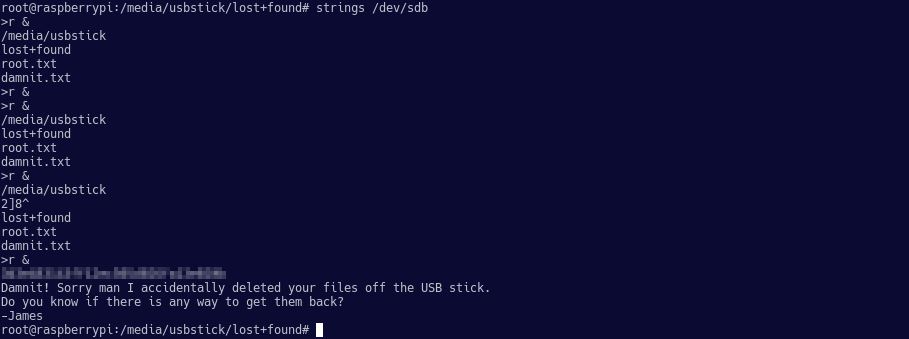 root@raspberrypi:/media/usbstick/lost+found# strings /dev/sdb
>r &
/media/usbstick
lost+found
root.txt
damnit.txt
>r &
>r &
/media/usbstick
lost+found
root.txt
damnit.txt
>r &
/media/usbstick
2]8^
lost+found
root.txt
damnit.txt
>r &
Damnit! Sorry man I accidentally deleted your files off the USB stick.
Do you know if there is any way to get them back?
-James
root@raspberrypi:/media/usbstick/lost+found#